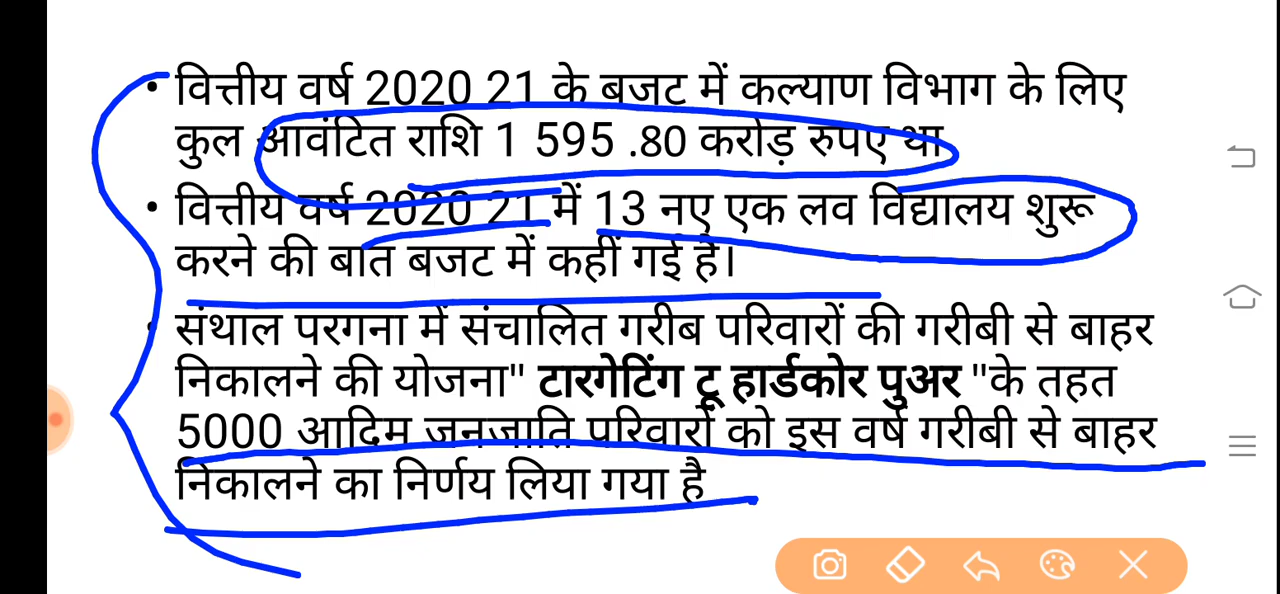 • वित्तीय वर्ष 2020 21 के बजट में कल्याण विभाग के लिए
कुल आवंटित राशि 1 595 .80 करोड़ रुपए था
• वित्तीय वर्ष 2020 21 में 13 नए एक लव विद्यालय शुरू
करने की बात बजट में कहीं गई है।
• संथाल परगना में संचालित गरीब परिवारों की गरीबी से बाहर
निकालने की योजना" टारगेटिंग टू हार्डकोर पुअर "के तहत
5000 आदिम जनजाति परिवारों को इस वर्ष गरीबी से बाहर
निकालने का निर्णय लिया गया है